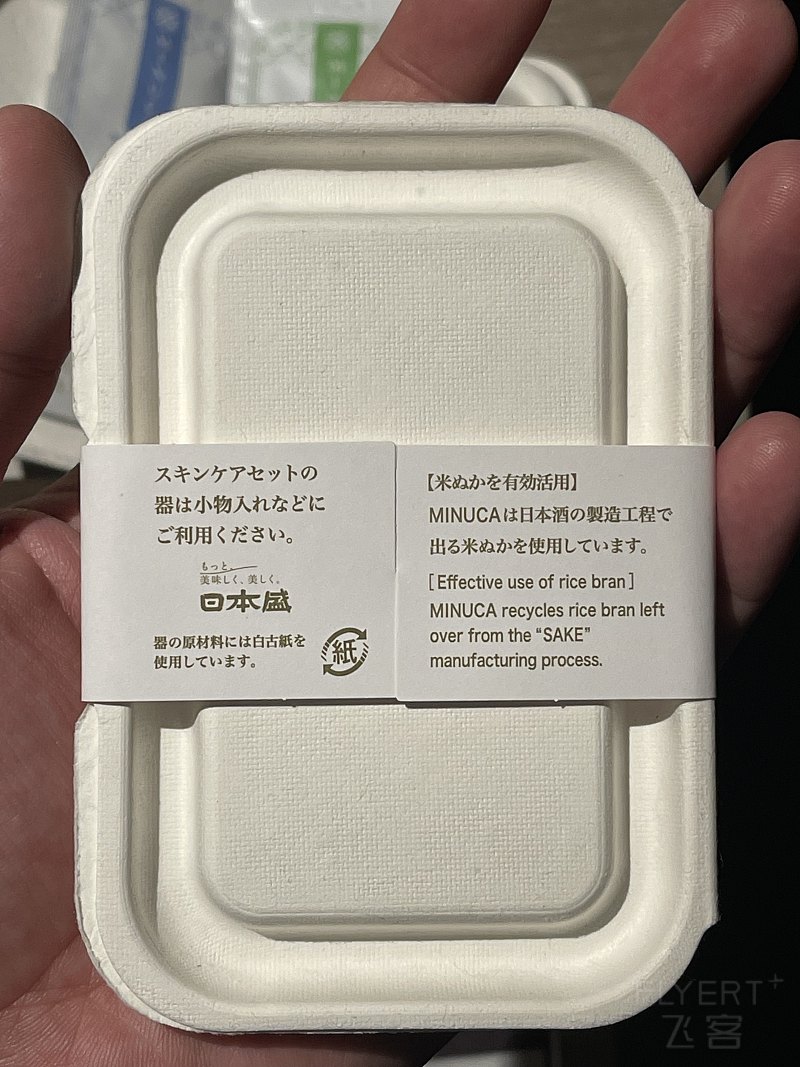 スキンケアセットの
器は小物入れなどに
ご利用ください。
もっと、
美味しく、美しく。
日本盛
器の原材料には白古紙を
使用しています。
紙
【米ぬかを有効活用】
MINUCAは日本酒の製造工程で
出る米ぬかを使用しています。
[Effective use of rice bran]
MINUCA recycles rice bran left
over from the “SAKE”
manufacturing process.
FLYERT+
飞客